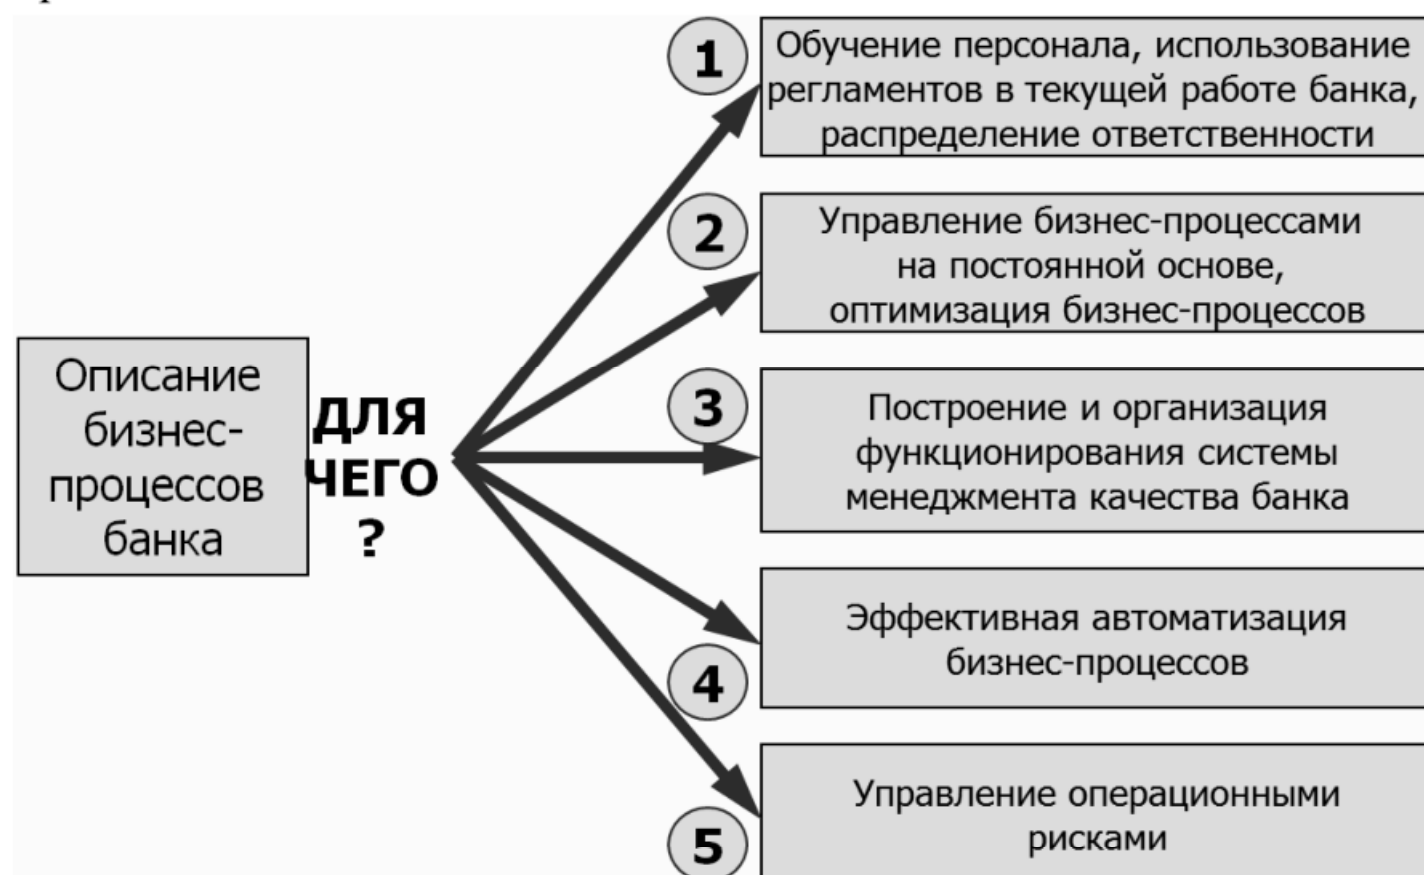 Описание
бизнес-
процессов
банка
ДЛЯ
ЧЕГО
?
1
Обучение персонала, использование
регламентов в текущей работе банка,
распределение ответственности
2
Управление бизнес-процессами
на постоянной основе,
оптимизация бизнес-процессов
3
Построение и организация
функционирования системы
менеджмента качества банка
4
Эффективная автоматизация
бизнес-процессов
5
Управление операционными
рисками